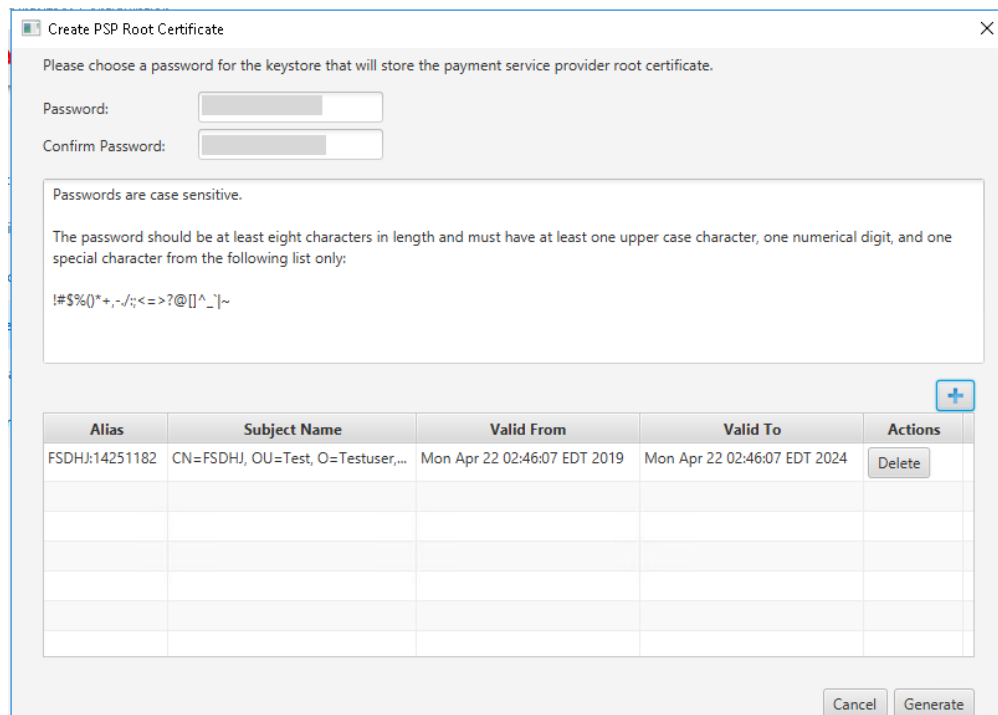 Create PSP Root Certificate
Please choose a password for the keystore that will store the payment service provider root certificate.
Password:
Confirm Password:
Passwords are case sensitive.
The password should be at least eight characters in length and must have at least one upper case character, one numerical digit, and one
special character from the following list only:
!#$%()*+,-./:;<=>?@[]^_`|~
Alias Subject Name Valid From Valid To Actions
FSDHJ:14251182 CN=FSDHJ, OU=Test, O=Testuser,... Mon Apr 22 02:46:07 EDT 2019 Mon Apr 22 02:46:07 EDT 2024 Delete
Cancel Generate